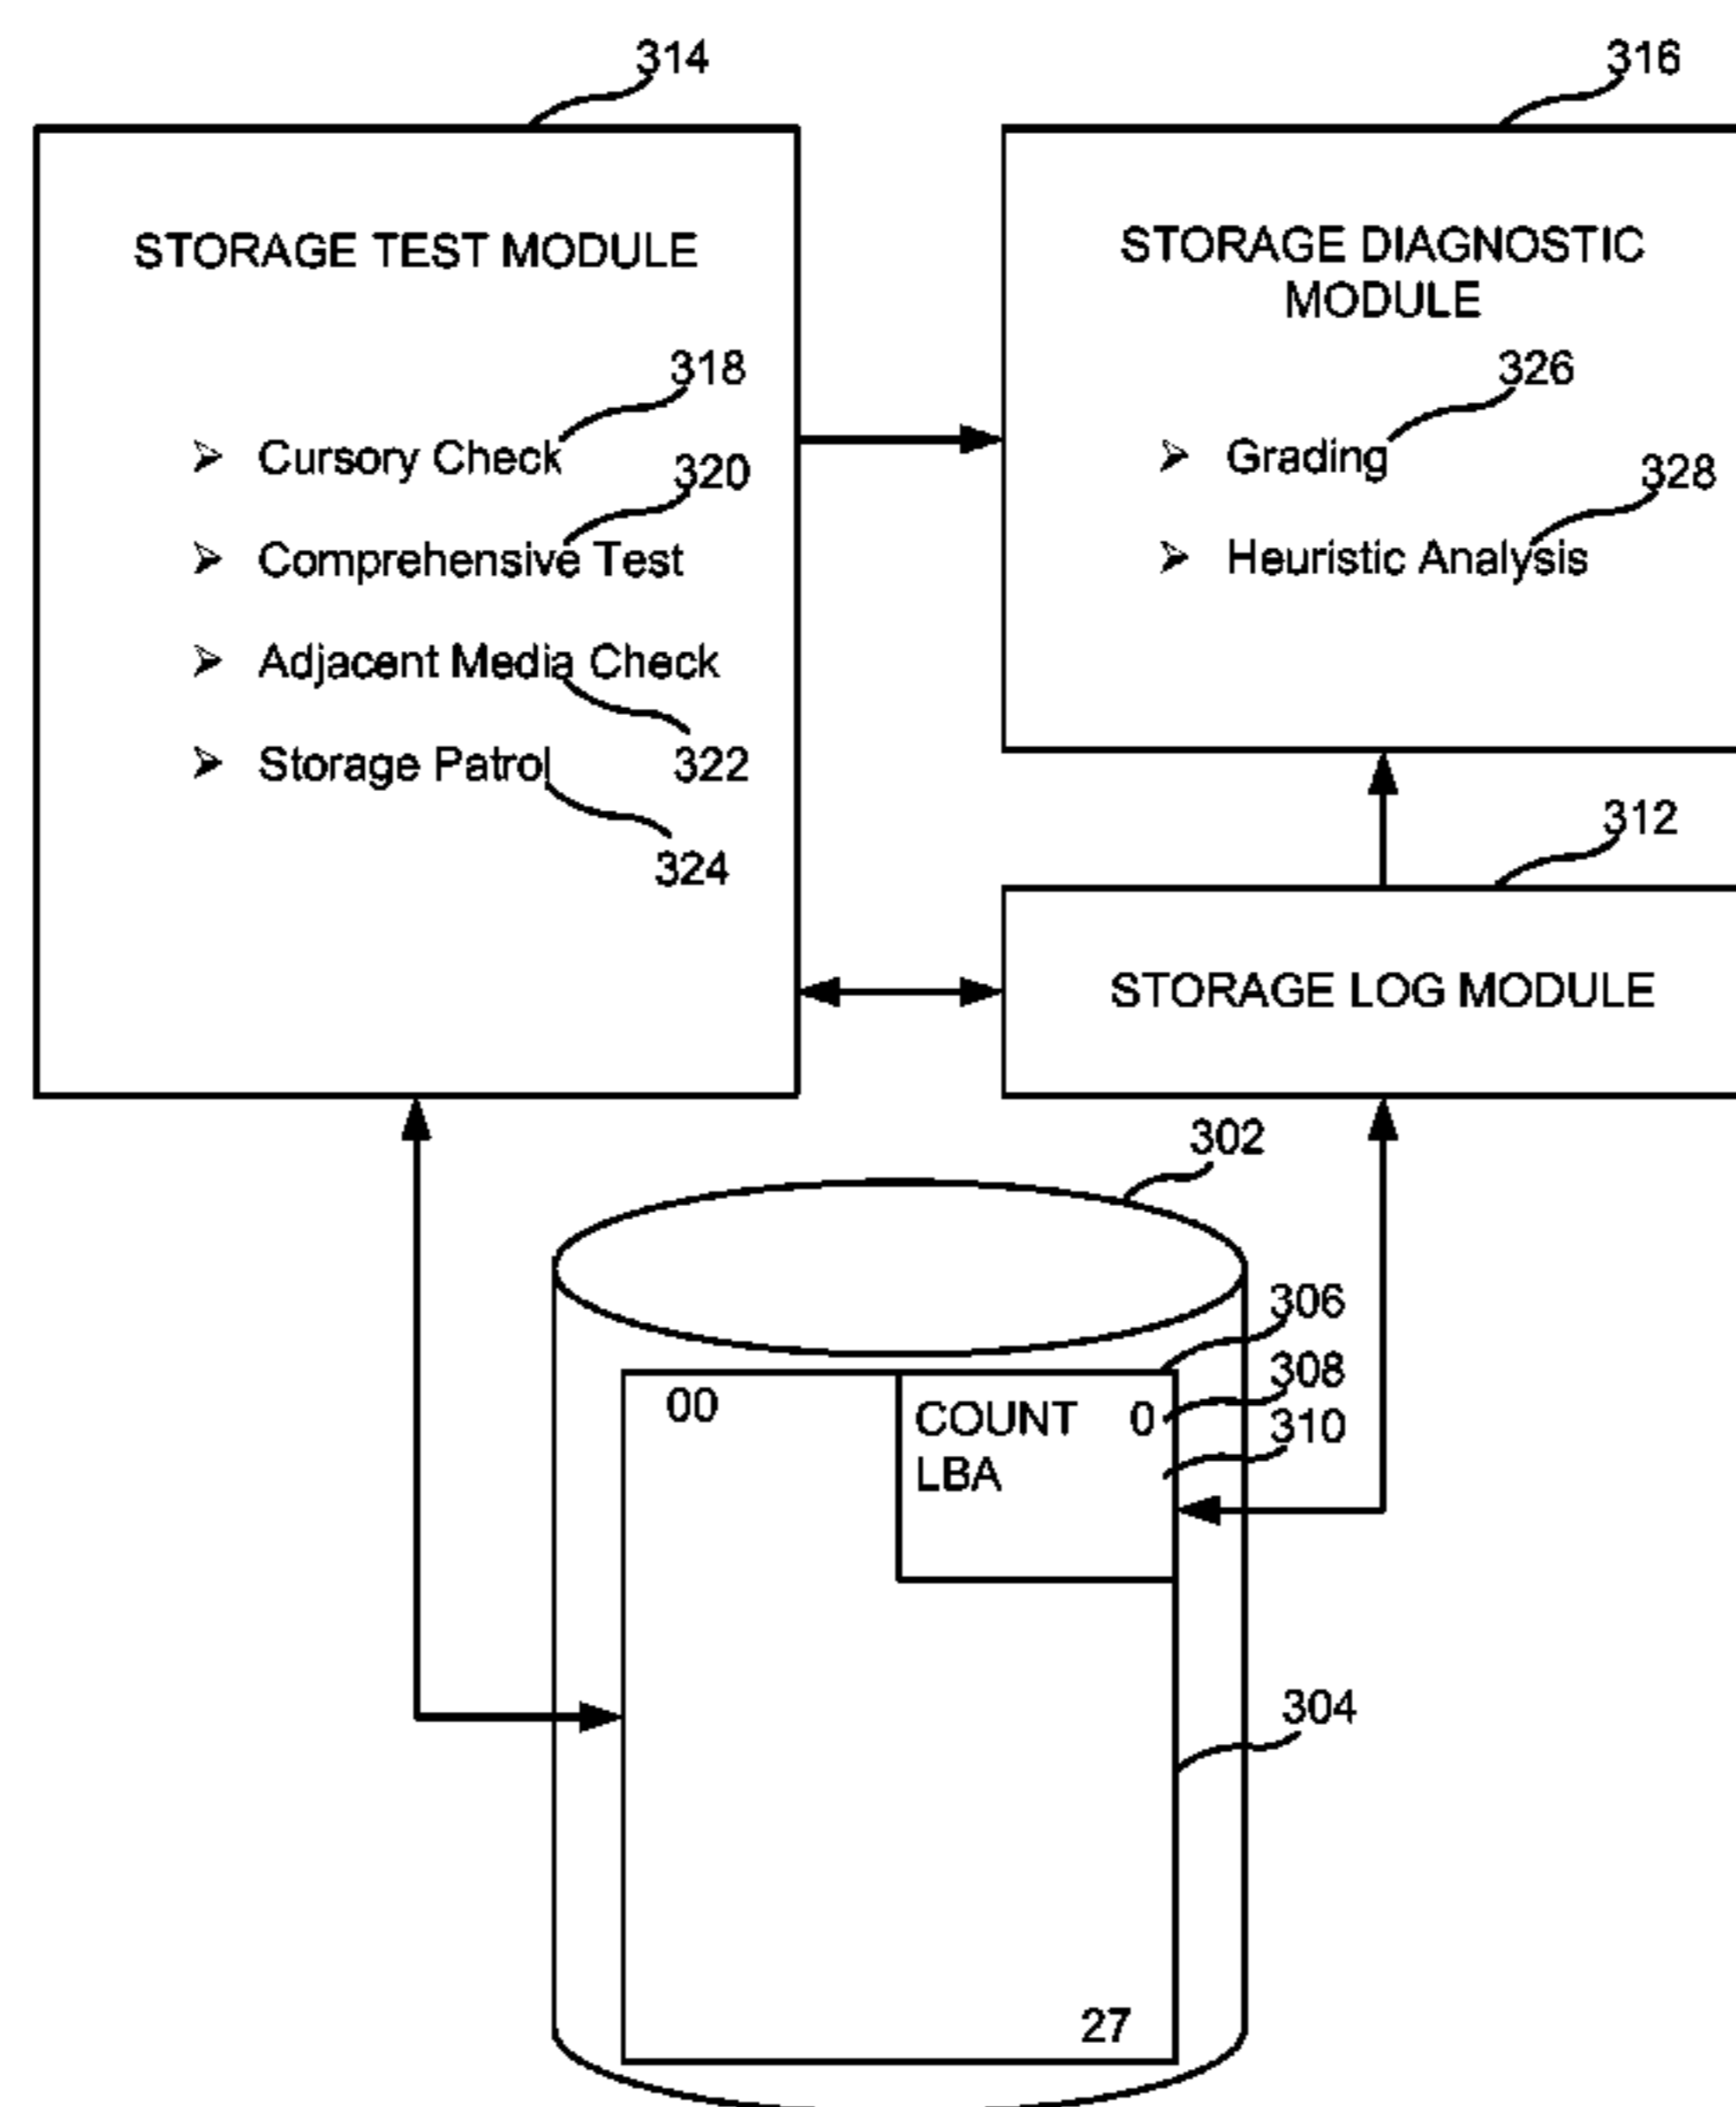 314
316
STORAGE TEST MODULE
STORAGE DIAGNOSTIC
MODULE
318
➢ Cursory Check
320
➢ Comprehensive Test
➢ Adjacent Media Check
322
➢ Storage Patrol
324
326
➢ Grading
328
➢ Heuristic Analysis
312
STORAGE LOG MODULE
302
306
308
310
00
COUNT 0
LBA
304
27